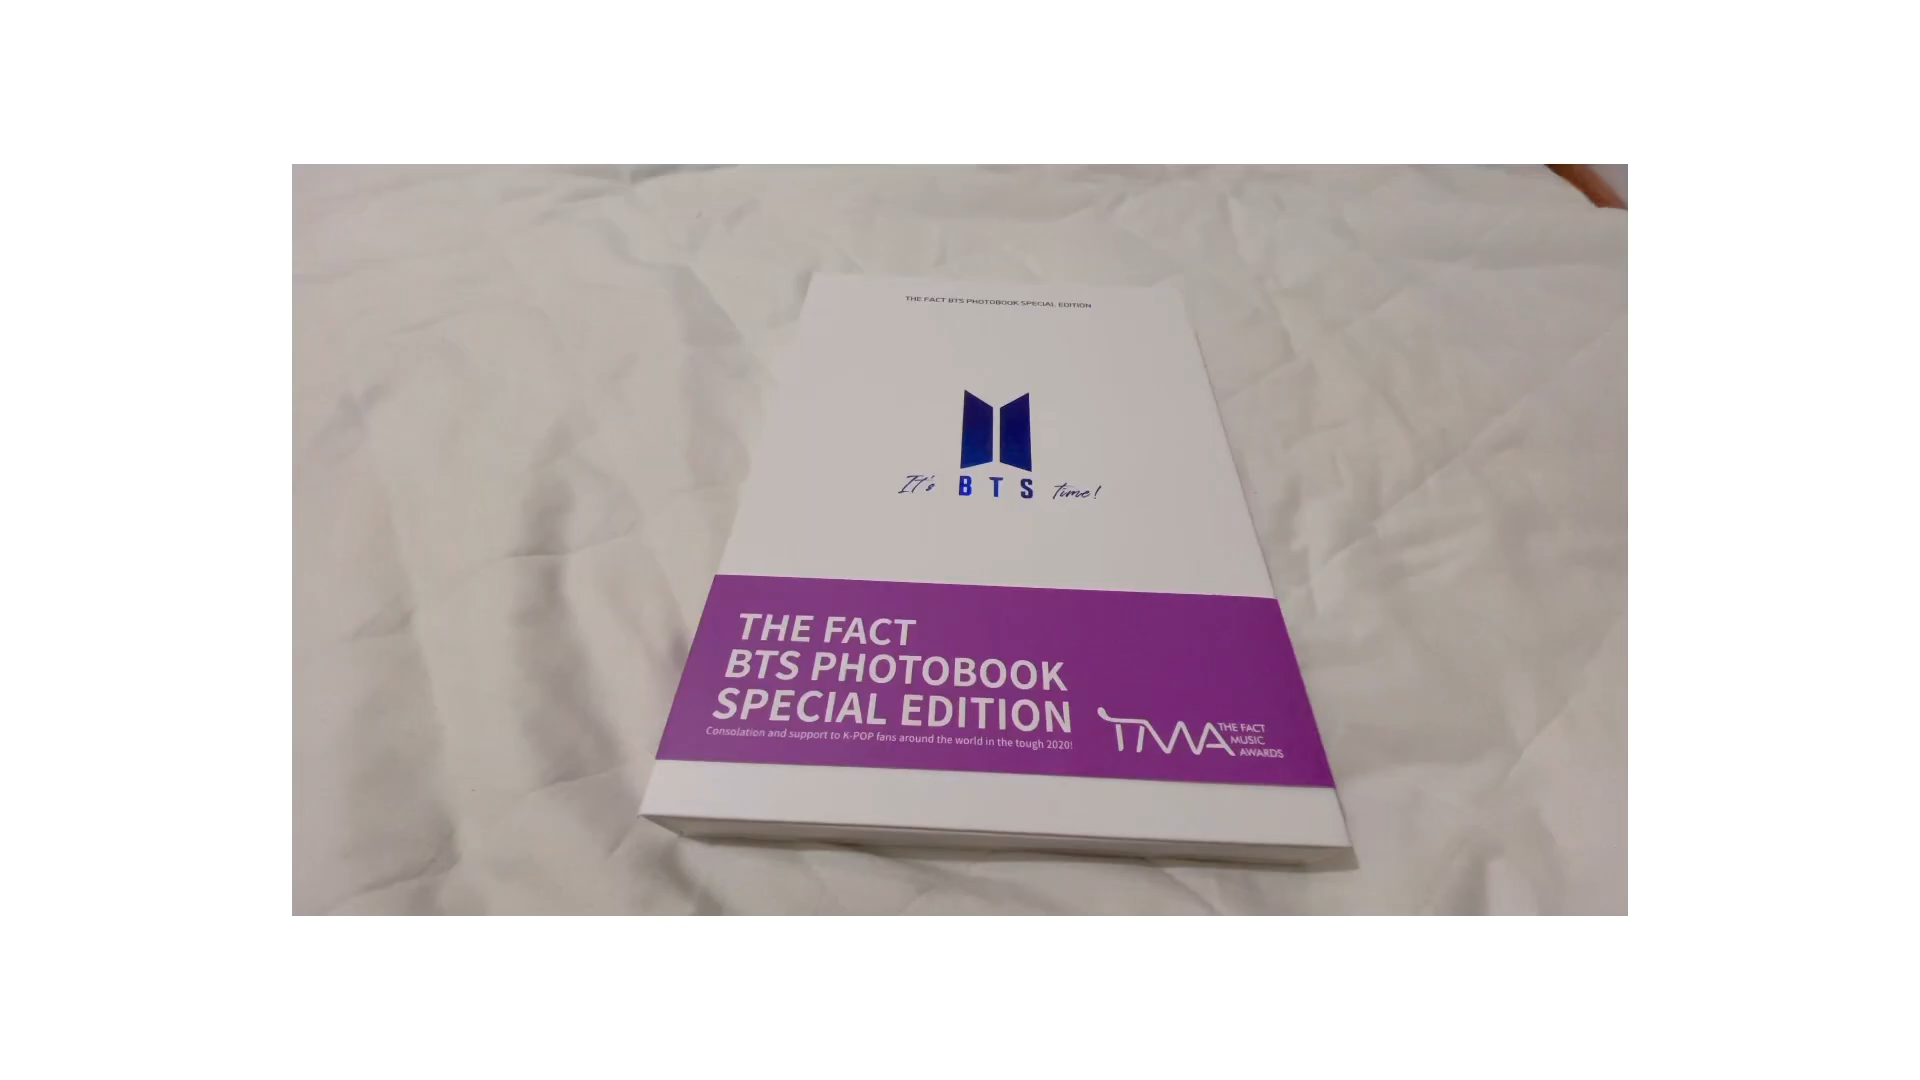 THE FACT BTS PHOTOBOOK SPECIAL EDITION
It's BTS time!
THE FACT
BTS PHOTOBOOK
SPECIAL EDITION
Consolation and support to K-POP fans around the world in the tough 2020!
TMA THE FACT
MUSIC
AWARDS